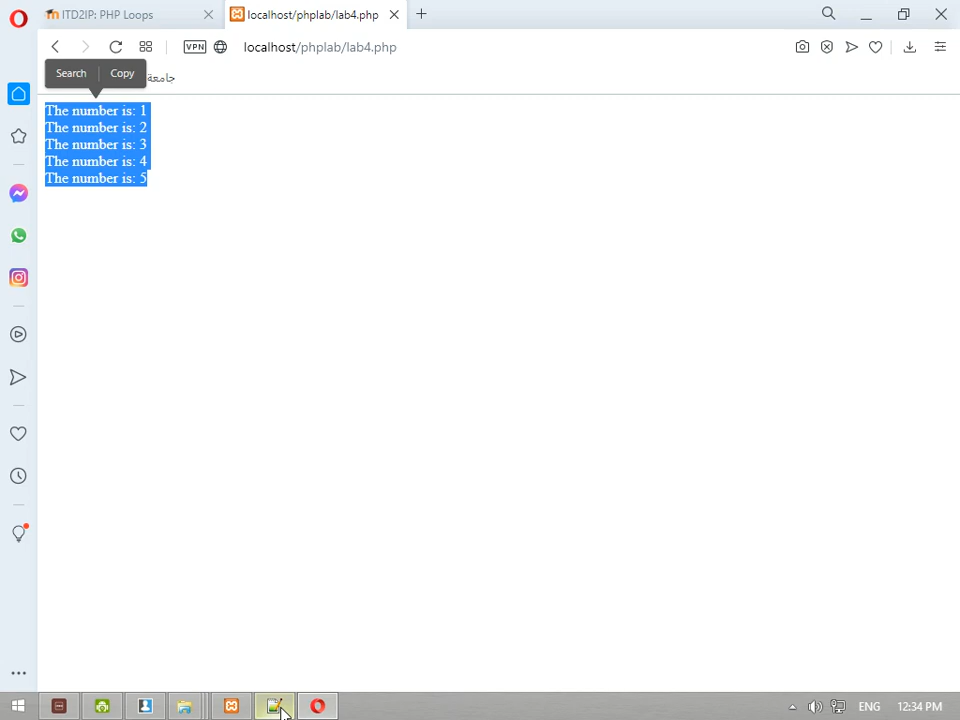 ITD2IP: PHP Loops
localhost/phplab/lab4.php
VPN
localhost/phplab/lab4.php
Search
Copy
جامعة
The number is: 1
The number is: 2
The number is: 3
The number is: 4
The number is: 5
ENG
12:34 PM